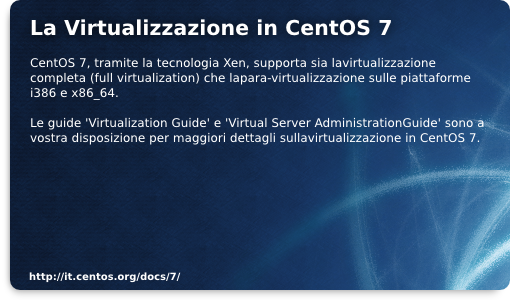 La Virtualizzazione in CentOS 7
CentOS 7, tramite la tecnologia Xen, supporta sia lavirtualizzazione
completa (full virtualization) che lapara-virtualizzazione sulle piattaforme
i386 e x86_64.
Le guide 'Virtualization Guide' e 'Virtual Server AdministrationGuide' sono a
vostra disposizione per maggiori dettagli sullavirtualizzazione in CentOS 7.
http://it.centos.org/docs/7/